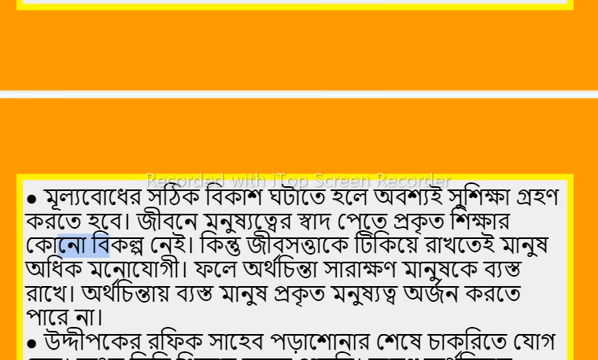 Recorded with iTop Screen Recorder
• মূল্যবোধের সঠিক বিকাশ ঘটাতে হলে অবশ্যই সুশিক্ষা গ্রহণ
করতে হবে। জীবনে মনুষ্যত্বের স্বাদ পেতে প্রকৃত শিক্ষার
কোনো বিকল্প নেই। কিন্তু জীবসত্তাকে টিকিয়ে রাখতেই মানুষ
অধিক মনোযোগী। ফলে অর্থচিন্তা সারাক্ষণ মানুষকে ব্যস্ত
রাখে। অর্থচিন্তায় ব্যস্ত মানুষ প্রকৃত মনুষ্যত্ব অর্জন করতে
পারে না।
• উদ্দীপকের রফিক সাহেব পড়াশোনার শেষে চাকরিতে যোগ